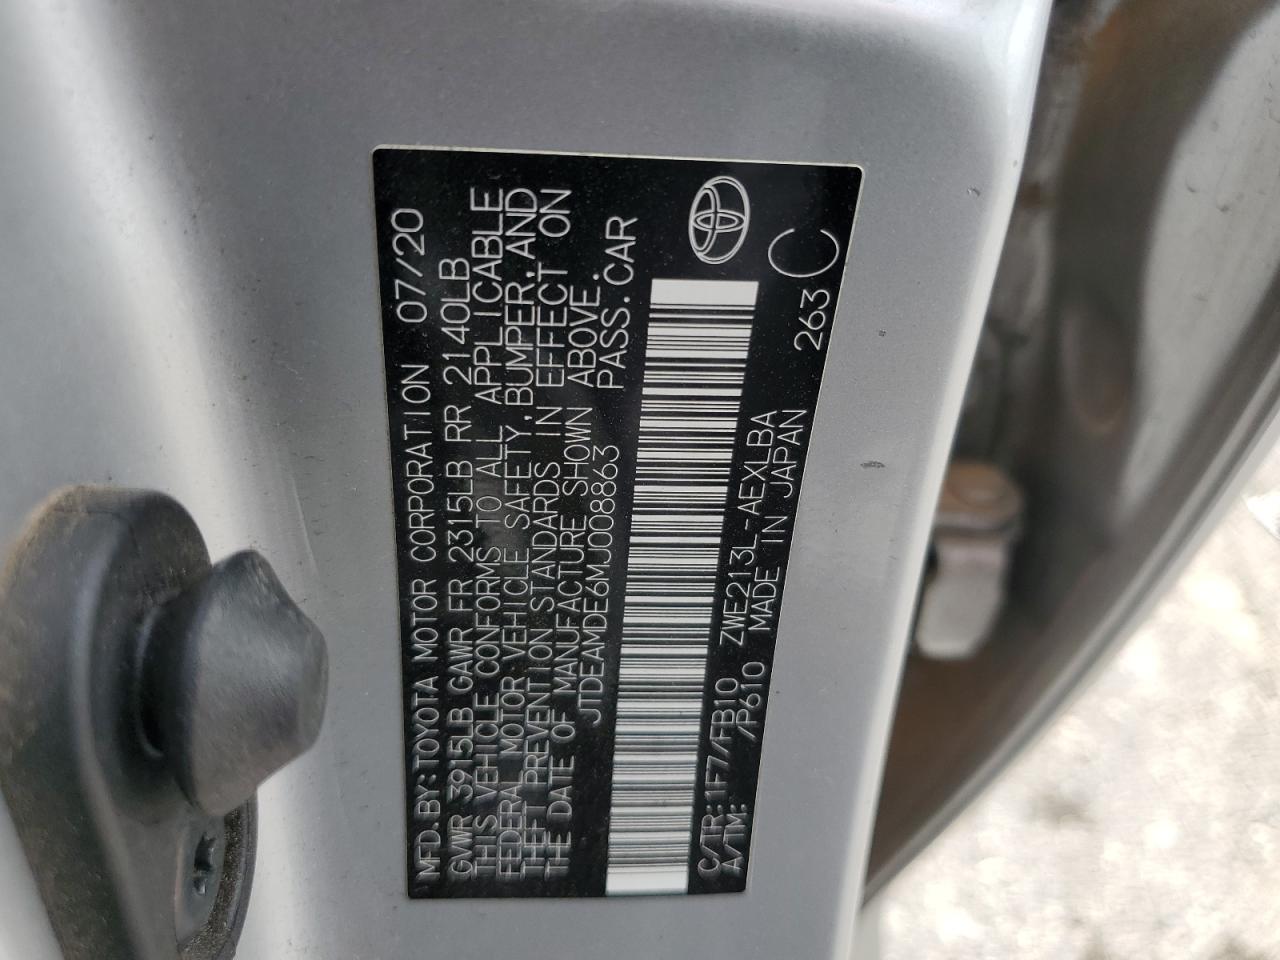 MFD. BY: TOYOTA MOTOR CORPORATION 07/20
GVWR 3915LB GAWR FR 2315LB RR 2140LB
THIS VEHICLE CONFORMS TO ALL APPLICABLE
FEDERAL MOTOR VEHICLE SAFETY, BUMPER, AND
THEFT PREVENTION STANDARDS IN EFFECT ON
THE DATE OF MANUFACTURE SHOWN ABOVE.
JTDEAMDE6MJ008863 PASS. CAR
C/TR: 1F7/FB10 ZWE213L-AEXLBA
A/TM: /P610 MADE IN JAPAN
263 C